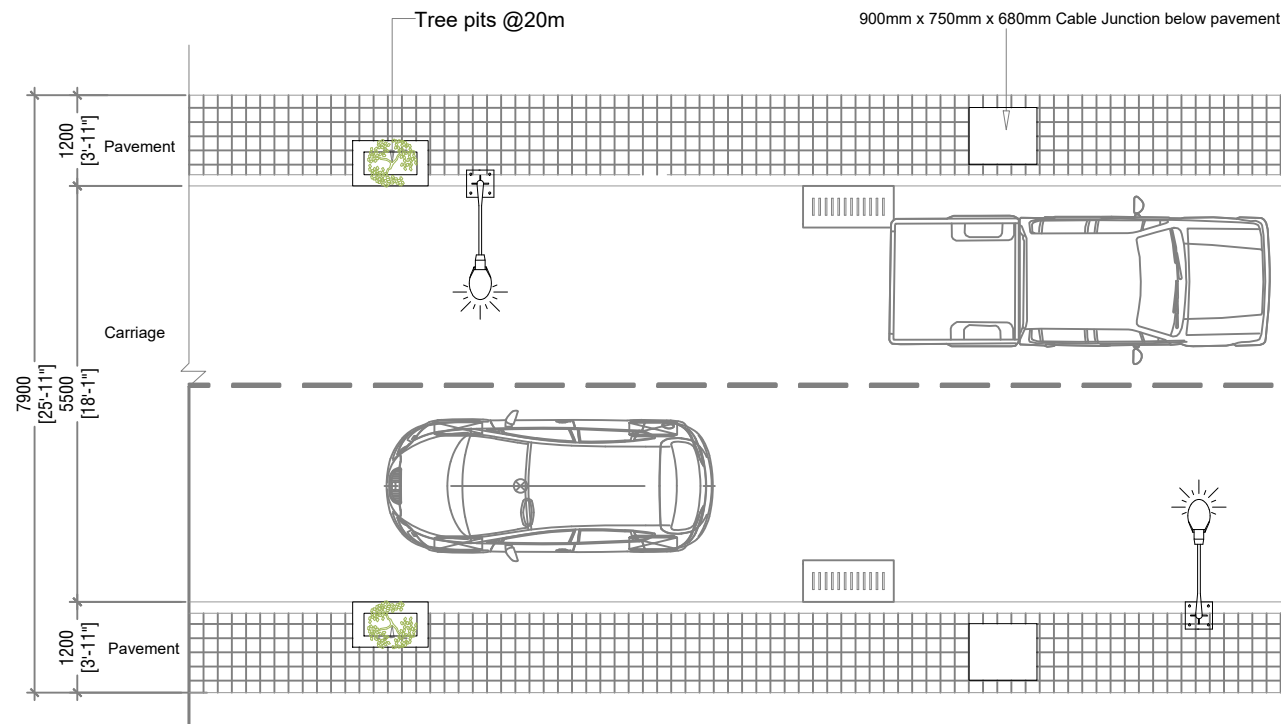 Tree pits @20m
900mm x 750mm x 680mm Cable Junction below pavement
1200
[3'-11"]
Pavement
Carriage
7900
[25'-11"]
5500
[18'-1"]
1200
[3'-11"]
Pavement